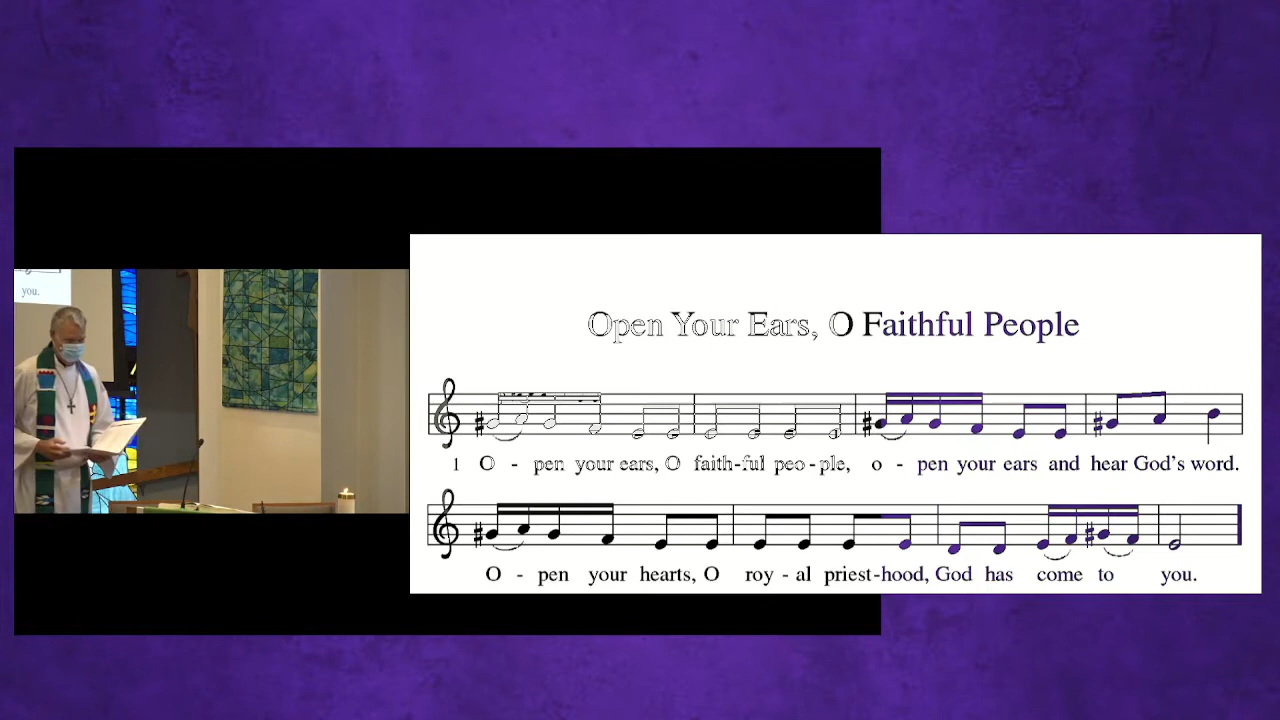 you.
Open Your Ears, O Faithful People
1 O - pen your ears, O faith-ful peo-ple, o - pen your ears and hear God's word.
O - pen your hearts, O roy - al priest-hood, God has come to you.